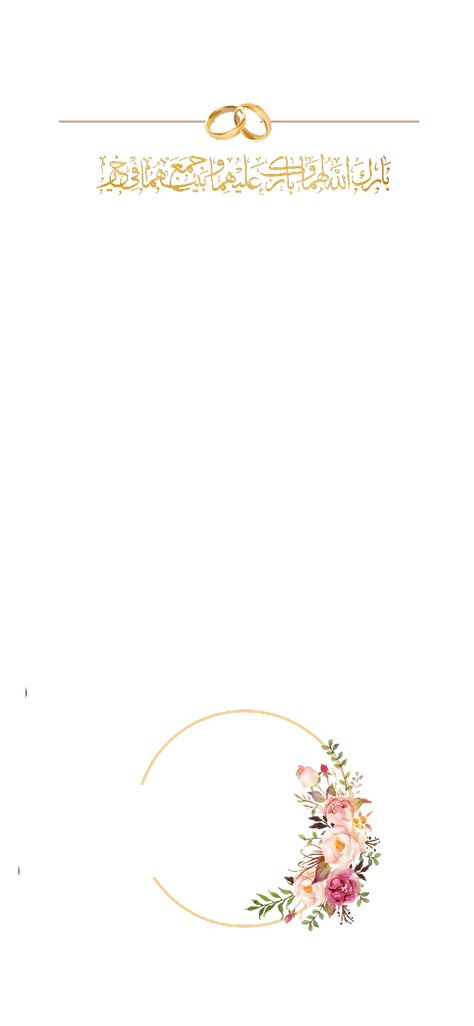 بارك الله لهما وبارك عليهما وجمع بينهما في خير
)
)